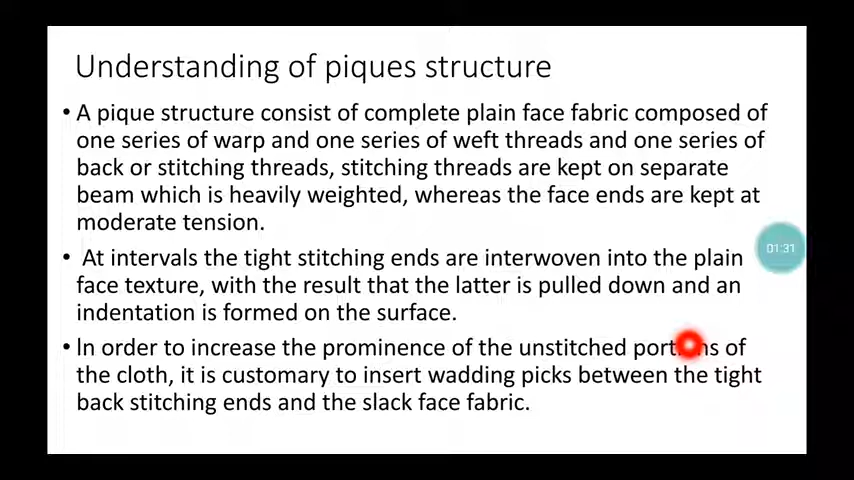 Understanding of piques structure
• A pique structure consist of complete plain face fabric composed of
one series of warp and one series of weft threads and one series of
back or stitching threads, stitching threads are kept on separate
beam which is heavily weighted, whereas the face ends are kept at
moderate tension.
• At intervals the tight stitching ends are interwoven into the plain
face texture, with the result that the latter is pulled down and an
indentation is formed on the surface.
• In order to increase the prominence of the unstitched portions of
the cloth, it is customary to insert wadding picks between the tight
back stitching ends and the slack face fabric.
01:31